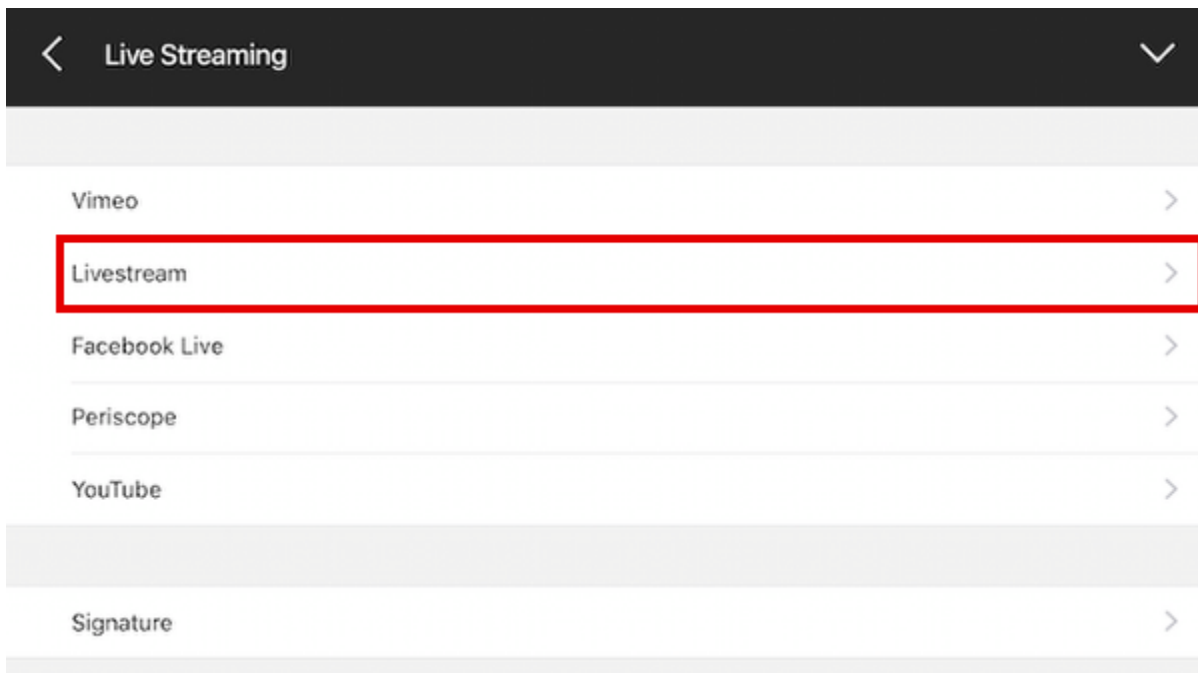 Live Streaming
Vimeo
Livestream
Facebook Live
Periscope
YouTube
Signature